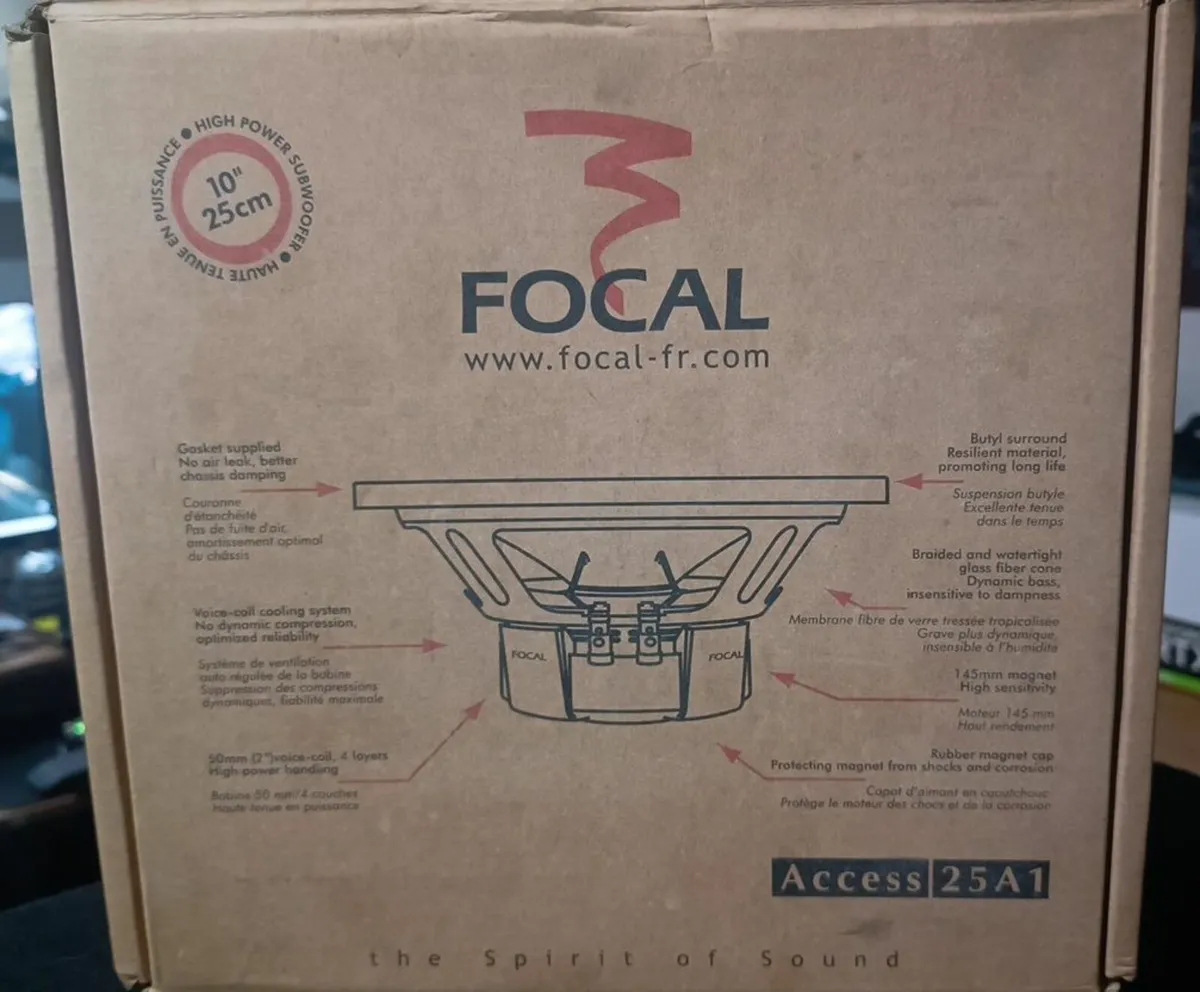 HIGH POWER SUBWOOFER • HAUTE TENUE EN PUISSANCE •
10"
25cm
FOCAL
www.focal-fr.com
Gasket supplied
No air leak, better
chassis damping
Couronne
d'étanchéité
Pas de fuite d'air,
amortissement optimal
du châssis
Voice-coil cooling system
No dynamic compression,
optimized reliability
Système de ventilation
auto régulée de la bobine
Suppression des compressions
dynamiques, fiabilité maximale
50mm (2")voice-coil, 4 layers
High power handling
Bobine 50 mm/4 couches
Haute tenue en puissance
Butyl surround
Resilient material,
promoting long life
Suspension butyle
Excellente tenue
dans le temps
Braided and watertight
glass fiber cone
Dynamic bass,
insensitive to dampness
Membrane fibre de verre tressée tropicalisée
Grave plus dynamique,
insensible à l'humidité
145mm magnet
High sensitivity
Moteur 145 mm
Haut rendement
Rubber magnet cap
Protecting magnet from shocks and corrosion
Capot d'aimant en caoutchouc
Protège le moteur des chocs et de la corrosion
FOCAL
FOCAL
Access 25A1
the Spirit of Sound